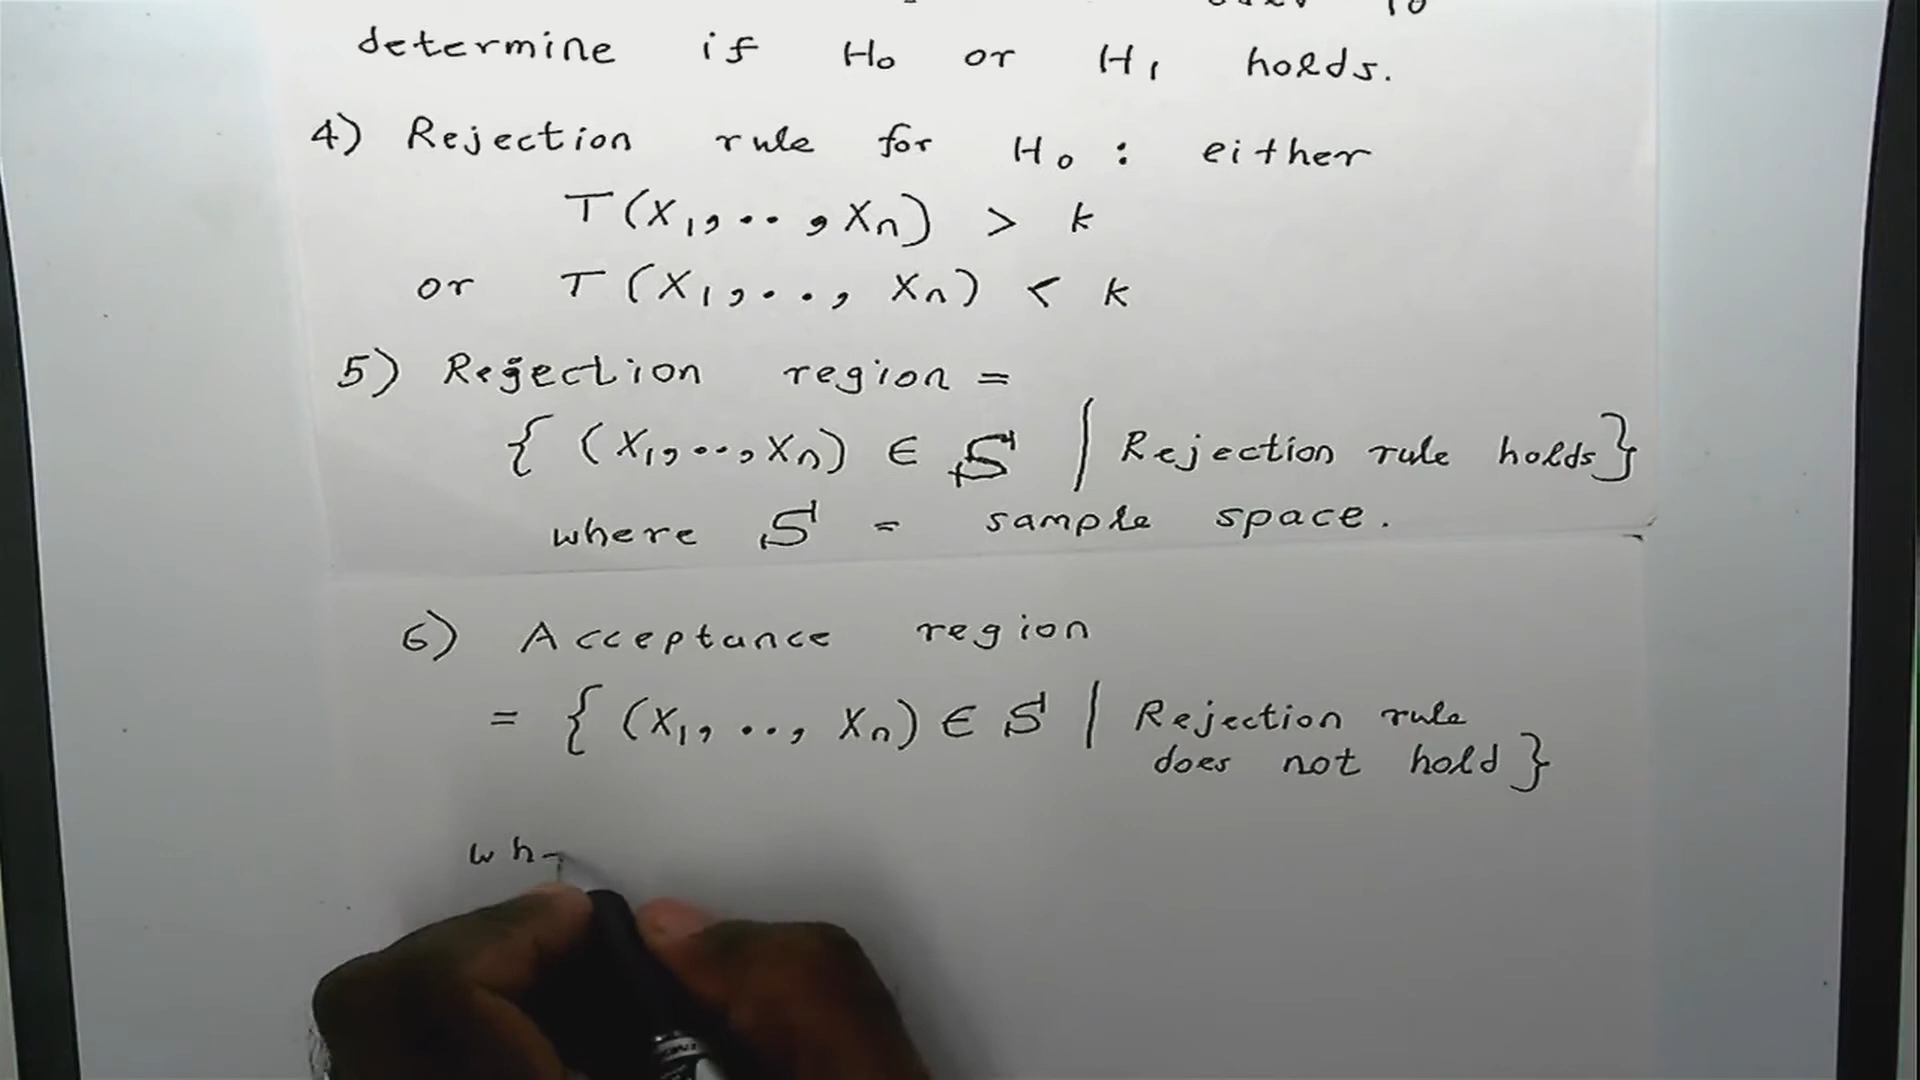 to
determine if H₀ or H₁ holds.
4) Rejection rule for H₀ : either
T(X₁,..,Xₙ) > k
or T(X₁,..,Xₙ) < k
5) Rejection region =
{ (X₁,..,Xₙ) ∈ S | Rejection rule holds}
where S = sample space.
6) Acceptance region
= { (X₁,..,Xₙ) ∈ S | Rejection rule
does not hold }
wh